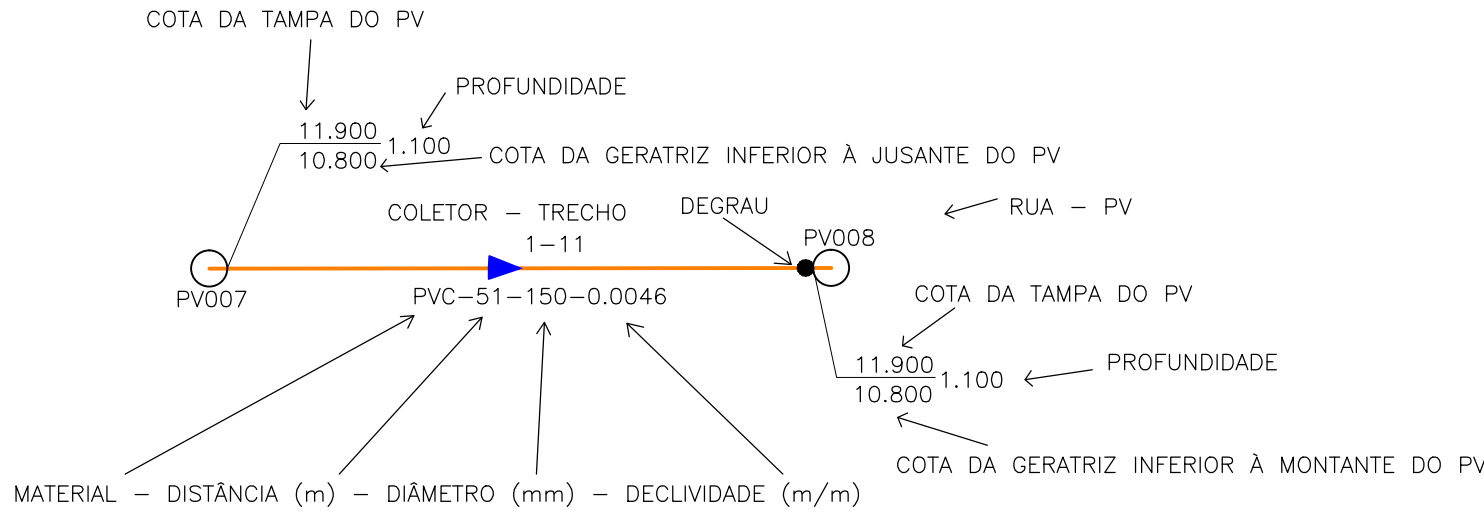 COTA DA TAMPA DO PV
PROFUNDIDADE
11.900
1.100
10.800
COTA DA GERATRIZ INFERIOR À JUSANTE DO PV
COLETOR – TRECHO
DEGRAU
RUA – PV
1–11
PV008
PV007
PVC–51–150–0.0046
COTA DA TAMPA DO PV
11.900
1.100
10.800
PROFUNDIDADE
COTA DA GERATRIZ INFERIOR À MONTANTE DO PV
MATERIAL – DISTÂNCIA (m) – DIÂMETRO (mm) – DECLIVIDADE (m/m)